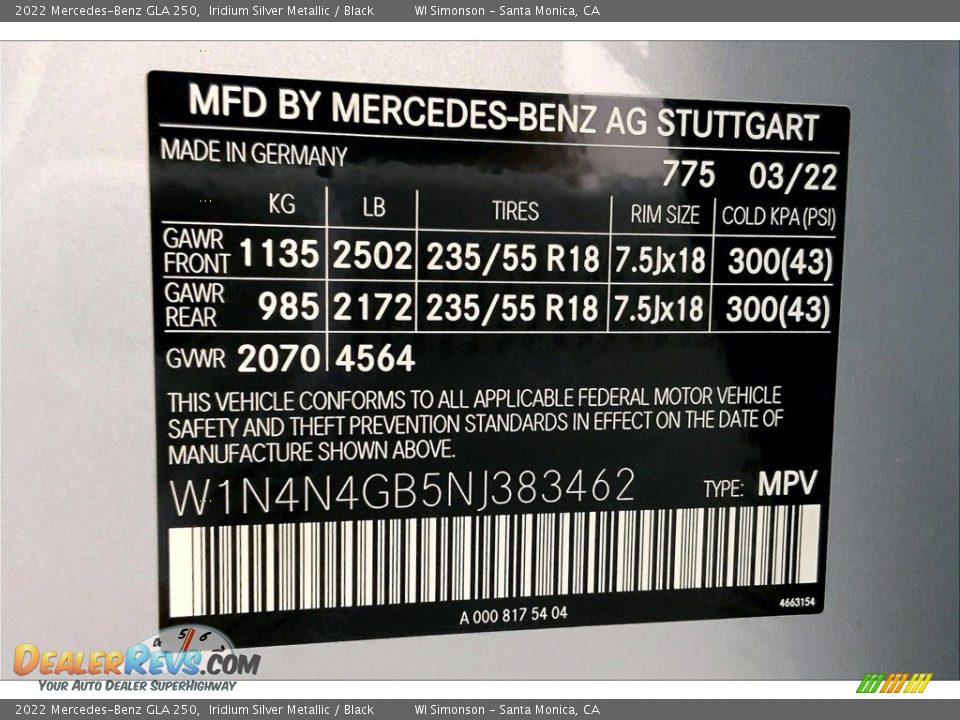 2022 Mercedes-Benz GLA 250, Iridium Silver Metallic / Black WI Simonson - Santa Monica, CA
MFD BY MERCEDES-BENZ AG STUTTGART
MADE IN GERMANY
775 03/22
KG LB TIRES RIM SIZE COLD KPA(PSI)
GAWR FRONT 1135 2502 235/55 R18 7.5Jx18 300(43)
GAWR REAR 985 2172 235/55 R18 7.5Jx18 300(43)
GVWR 2070 4564
THIS VEHICLE CONFORMS TO ALL APPLICABLE FEDERAL MOTOR VEHICLE
SAFETY AND THEFT PREVENTION STANDARDS IN EFFECT ON THE DATE OF
MANUFACTURE SHOWN ABOVE.
W1N4N4GB5NJ383462 TYPE: MPV
A 000 817 54 04 4663154
4 5 6
DEALERREVS.COM
YOUR AUTO DEALER SUPERHIGHWAY
2022 Mercedes-Benz GLA 250, Iridium Silver Metallic / Black WI Simonson - Santa Monica, CA